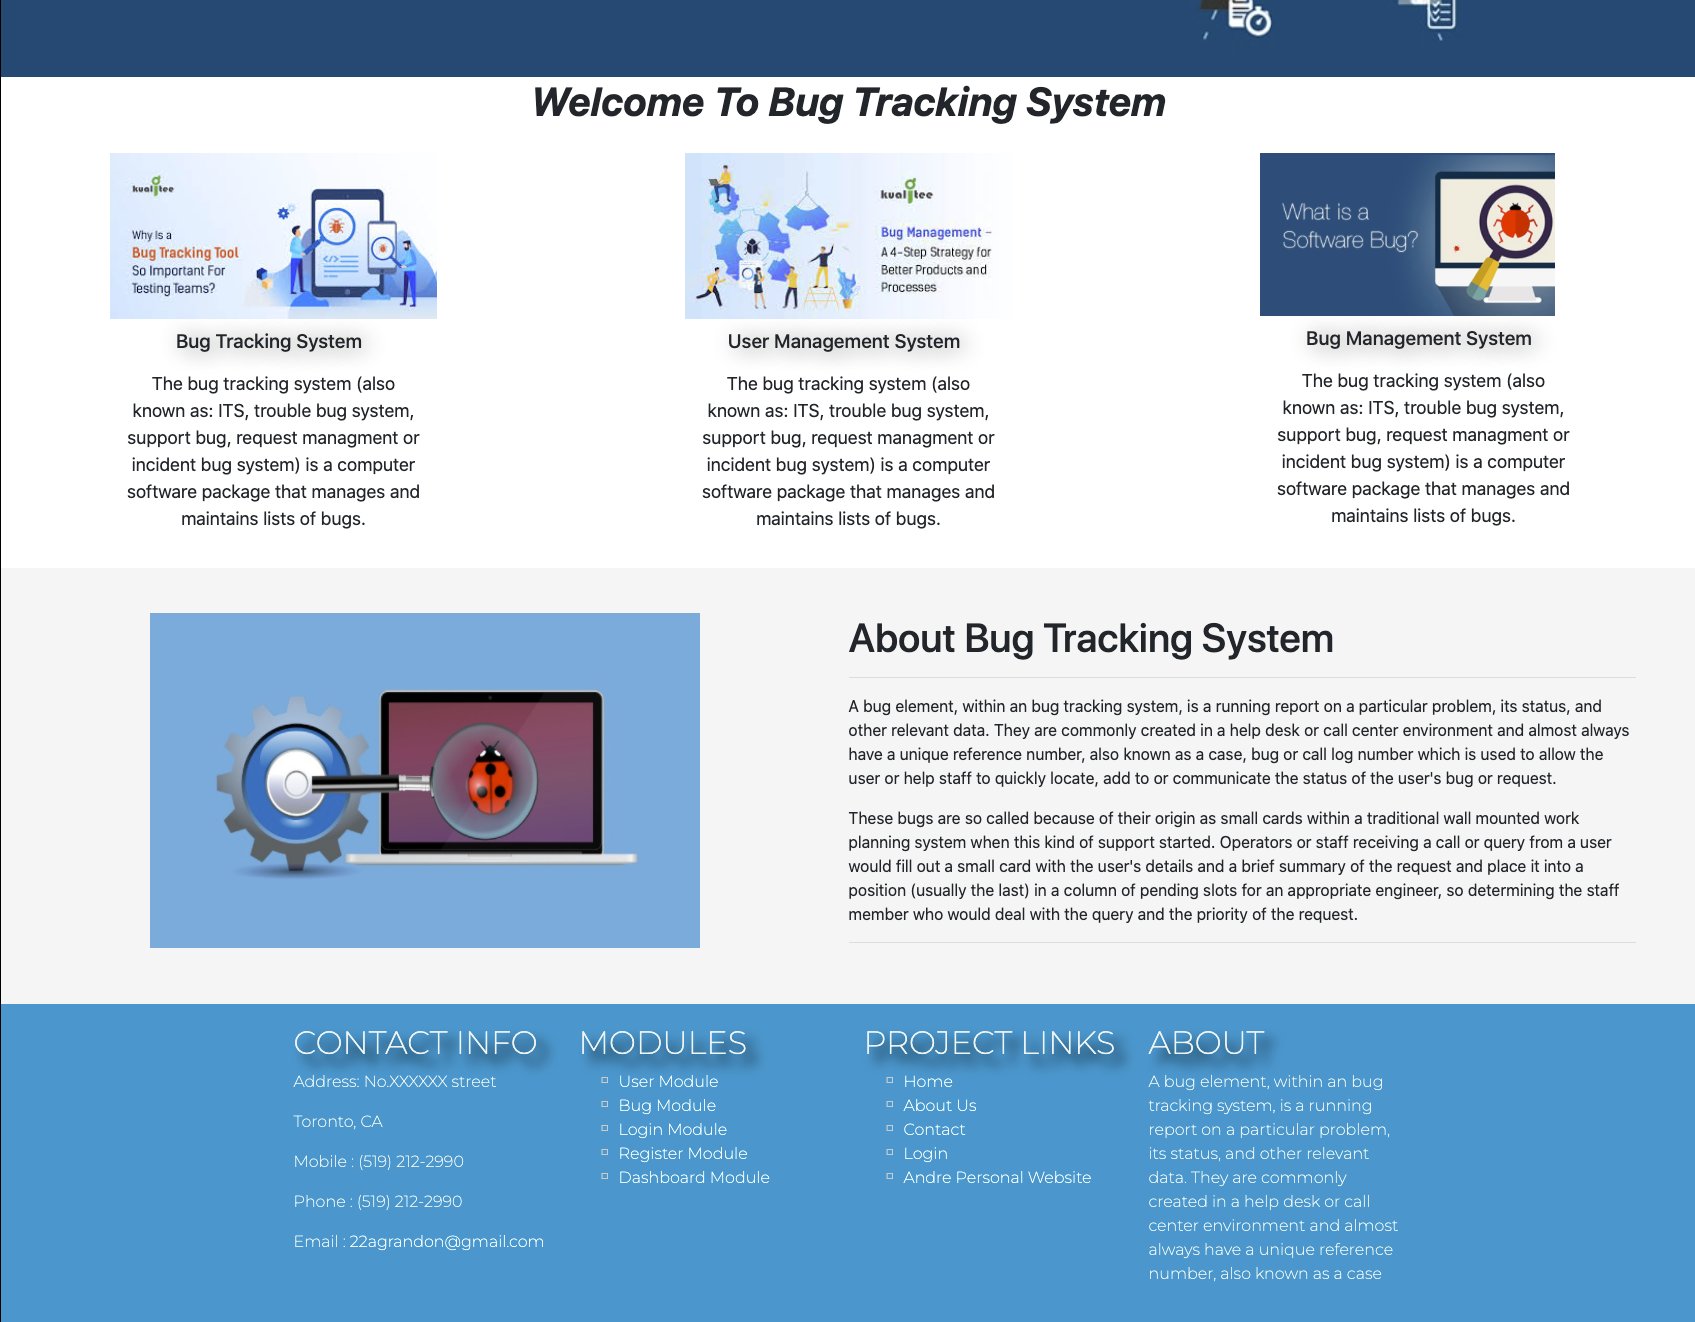 Welcome To Bug Tracking System
kualitee
Why Is a
Bug Tracking Tool
So Important For
Testing Teams?
kualitee
Bug Management –
A 4-Step Strategy for
Better Products and
Processes
What is a
Software Bug?
Bug Tracking System
The bug tracking system (also
known as: ITS, trouble bug system,
support bug, request managment or
incident bug system) is a computer
software package that manages and
maintains lists of bugs.
User Management System
The bug tracking system (also
known as: ITS, trouble bug system,
support bug, request managment or
incident bug system) is a computer
software package that manages and
maintains lists of bugs.
Bug Management System
The bug tracking system (also
known as: ITS, trouble bug system,
support bug, request managment or
incident bug system) is a computer
software package that manages and
maintains lists of bugs.
About Bug Tracking System
A bug element, within an bug tracking system, is a running report on a particular problem, its status, and
other relevant data. They are commonly created in a help desk or call center environment and almost always
have a unique reference number, also known as a case, bug or call log number which is used to allow the
user or help staff to quickly locate, add to or communicate the status of the user's bug or request.
These bugs are so called because of their origin as small cards within a traditional wall mounted work
planning system when this kind of support started. Operators or staff receiving a call or query from a user
would fill out a small card with the user's details and a brief summary of the request and place it into a
position (usually the last) in a column of pending slots for an appropriate engineer, so determining the staff
member who would deal with the query and the priority of the request.
CONTACT INFO
Address: No.XXXXXX street
Toronto, CA
Mobile : (519) 212-2990
Phone : (519) 212-2990
Email : 22agrandon@gmail.com
MODULES
User Module
Bug Module
Login Module
Register Module
Dashboard Module
PROJECT LINKS
Home
About Us
Contact
Login
Andre Personal Website
ABOUT
A bug element, within an bug
tracking system, is a running
report on a particular problem,
its status, and other relevant
data. They are commonly
created in a help desk or call
center environment and almost
always have a unique reference
number, also known as a case